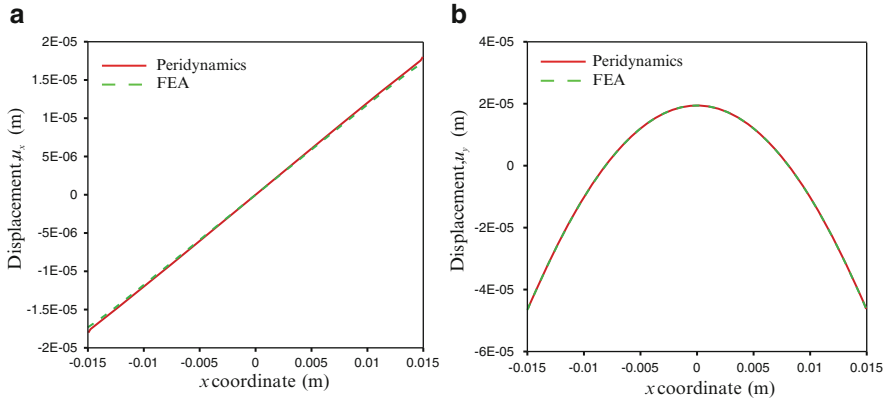 a
2E-05
1.5E-05
1E-05
5E-06
0
-5E-06
-1E-05
-1.5E-05
-2E-05
Displacement,u_x (m)
Peridynamics
FEA
-0.015
-0.01
-0.005
0
0.005
0.01
0.015
x coordinate (m)
b
4E-05
2E-05
0
-2E-05
-4E-05
-6E-05
Displacement,u_y (m)
Peridynamics
FEA
-0.015
-0.01
-0.005
0
0.005
0.01
0.015
x coordinate (m)